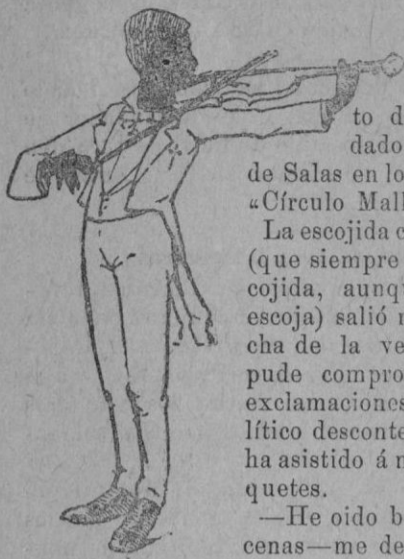 to d
dado
de Salas en lo
“Círculo Mall
La escojida c
(que siempre
cojida, aunq
escoja) salió
cha de la ve
pude compro
exclamaciones
lítico desconte
ha asistido á
quetes.
—He oido b
cenas—me de